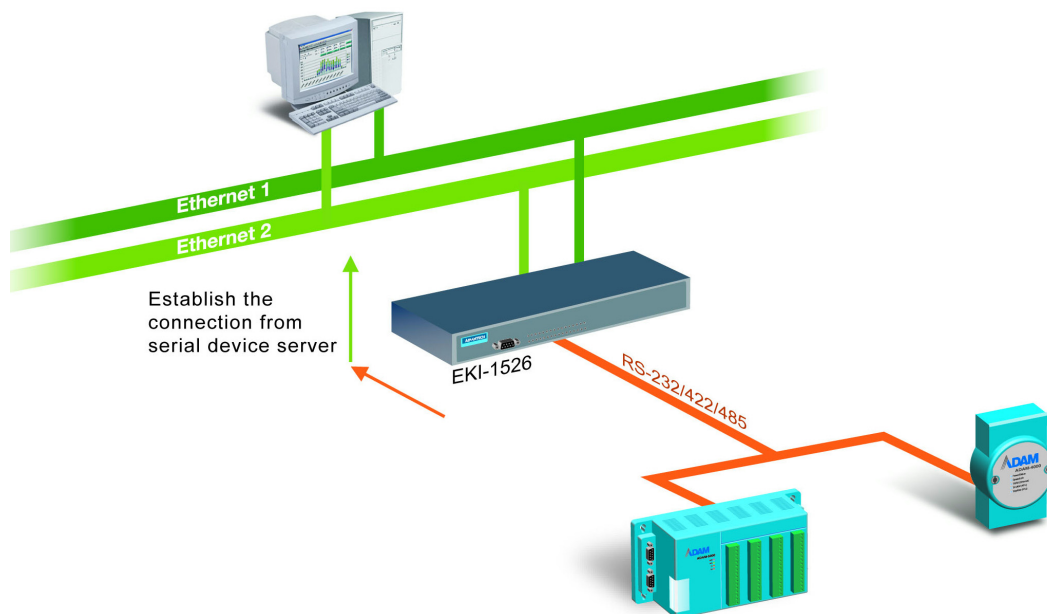 Ethernet 1
Ethernet 2
Establish the
connection from
serial device server
ADVANTECH
EKI-1526
RS-232/422/485
ADAM
ADAM